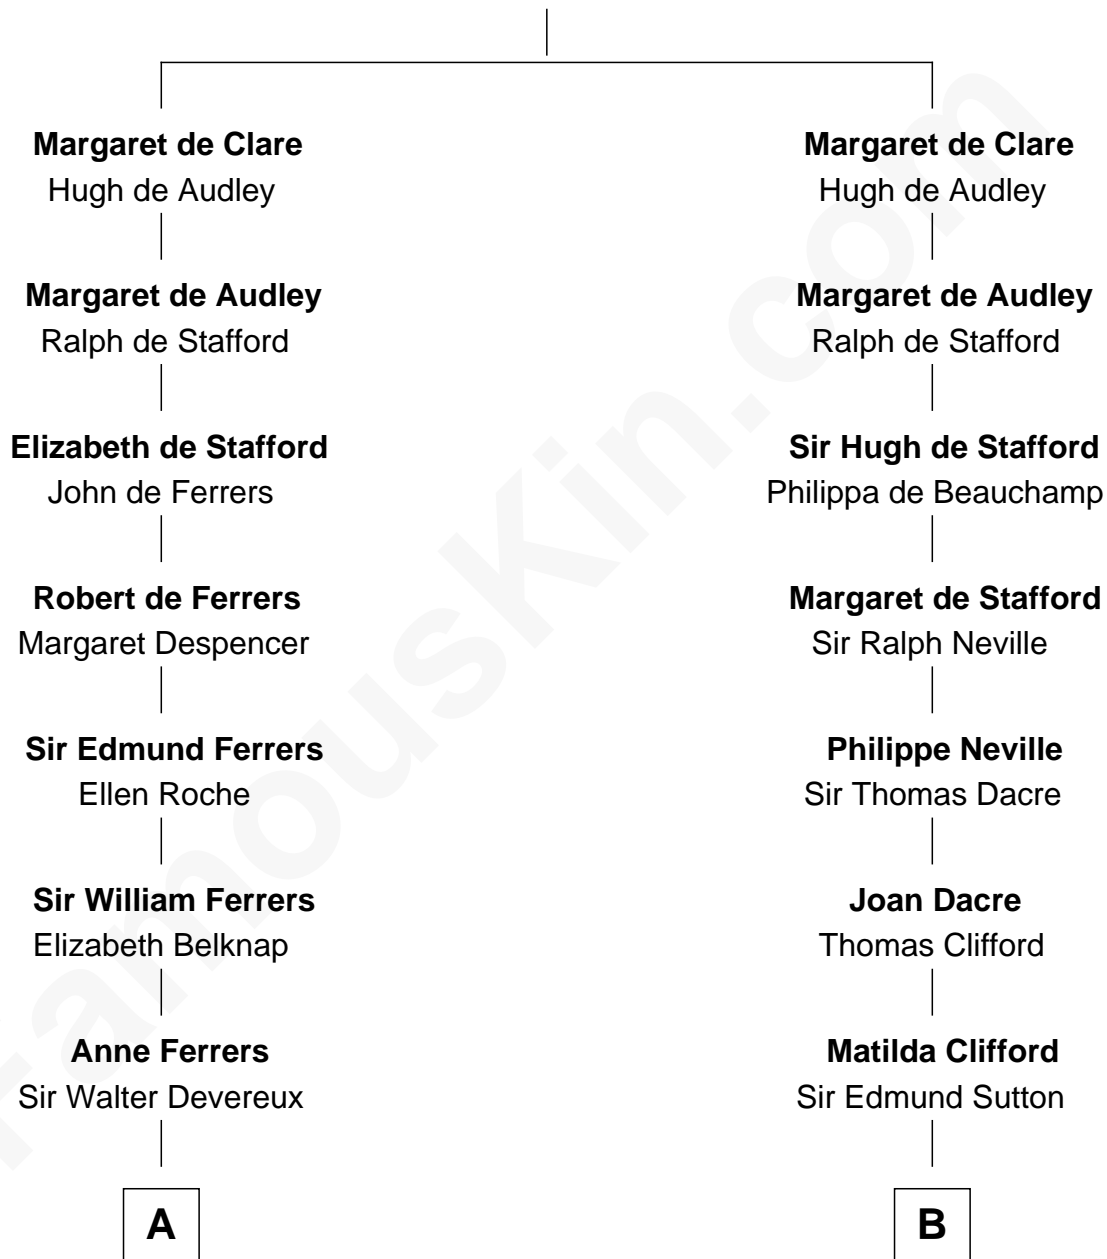 Margaret de Clare
Hugh de Audley
Margaret de Audley
Ralph de Stafford
Elizabeth de Stafford
John de Ferrers
Robert de Ferrers
Margaret Despencer
Sir Edmund Ferrers
Ellen Roche
Sir William Ferrers
Elizabeth Belknap
Anne Ferrers
Sir Walter Devereux
A
Margaret de Clare
Hugh de Audley
Margaret de Audley
Ralph de Stafford
Sir Hugh de Stafford
Philippa de Beauchamp
Margaret de Stafford
Sir Ralph Neville
Philippe Neville
Sir Thomas Dacre
Joan Dacre
Thomas Clifford
Matilda Clifford
Sir Edmund Sutton
B
FamousKin.com